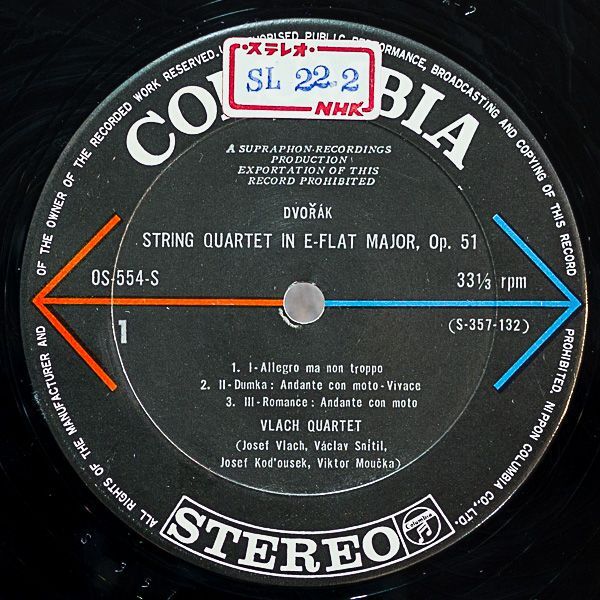 ALL RIGHTS OF THE MANUFACTURER AND OF THE OWNER OF THE RECORDED WORK RESERVED. UNAUTHORISED PUBLIC PERFORMANCE, BROADCASTING AND COPYING OF THIS RECORD PROHIBITED. NIPPON COLUMBIA CO., LTD.
・ステレオ・
SL 22-2
NHK
COLUMBIA
A SUPRAPHON-RECORDINGS
PRODUCTION
EXPORTATION OF THIS
RECORD PROHIBITED
DVOŘÁK
STRING QUARTET IN E-FLAT MAJOR, Op. 51
OS-554-S
33⅓ rpm
1
(S-357-132)
1. I-Allegro ma non troppo
2. II-Dumka: Andante con moto-Vivace
3. III-Romance: Andante con moto
VLACH QUARTET
(Josef Vlach, Václav Snítil,
Josef Kod'ousek, Viktor Moučka)
STEREO
Columbia